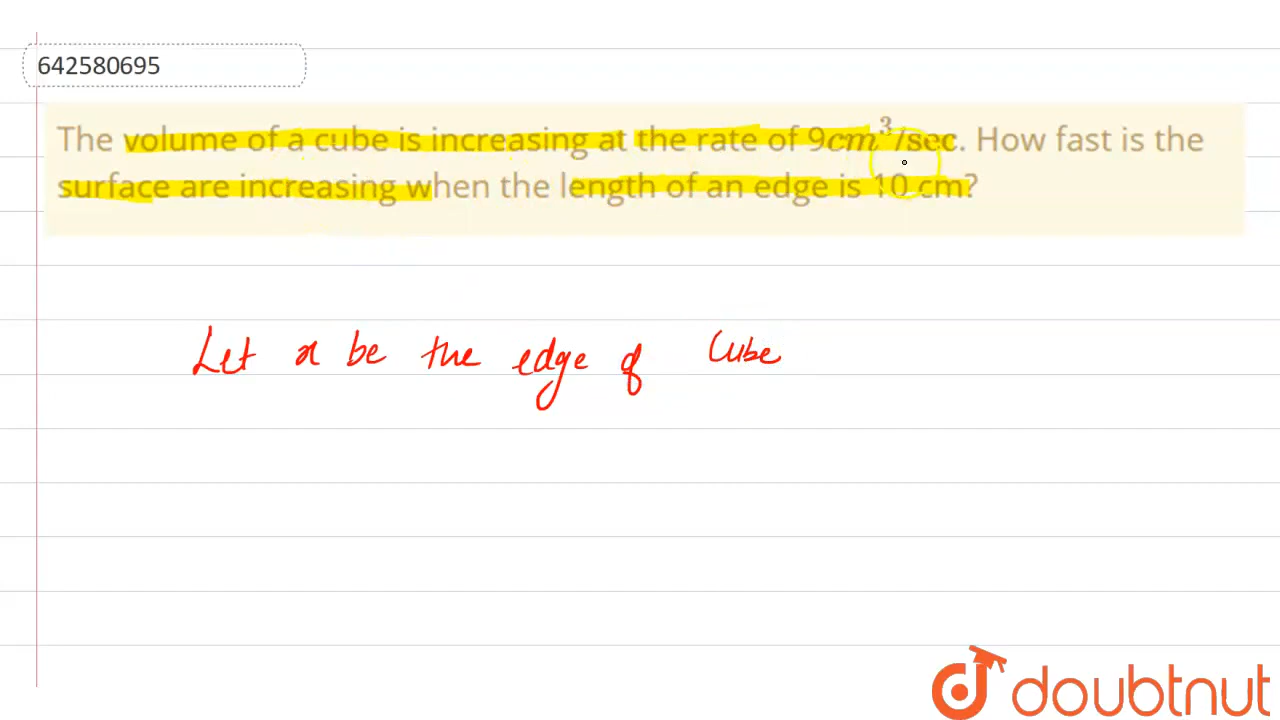 642580695
The volume of a cube is increasing at the rate of 9cm³/sec. How fast is the
surface are increasing when the length of an edge is 10 cm?
Let x be the edge of Cube
doubtnut